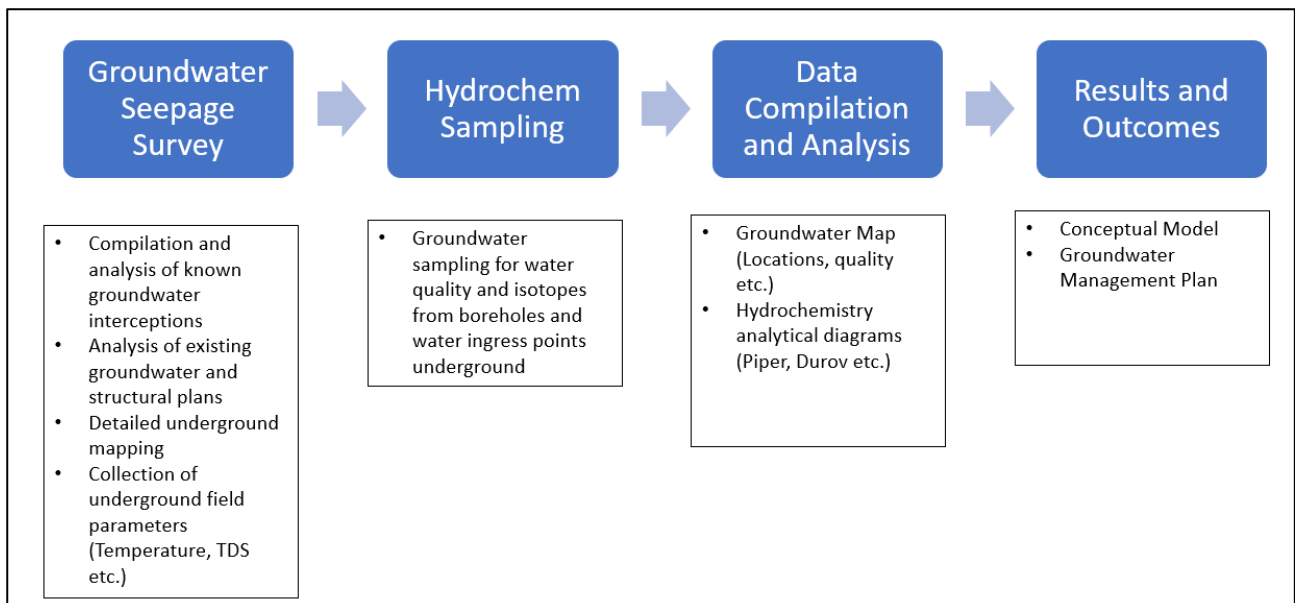 Groundwater
Seepage
Survey
Hydrochem
Sampling
Data
Compilation
and Analysis
Results and
Outcomes
• Compilation and
analysis of known
groundwater
interceptions
• Analysis of existing
groundwater and
structural plans
• Detailed underground
mapping
• Collection of
underground field
parameters
(Temperature, TDS
etc.)
• Groundwater
sampling for water
quality and isotopes
from boreholes and
water ingress points
underground
• Groundwater Map
(Locations, quality
etc.)
• Hydrochemistry
analytical diagrams
(Piper, Durov etc.)
• Conceptual Model
• Groundwater
Management Plan